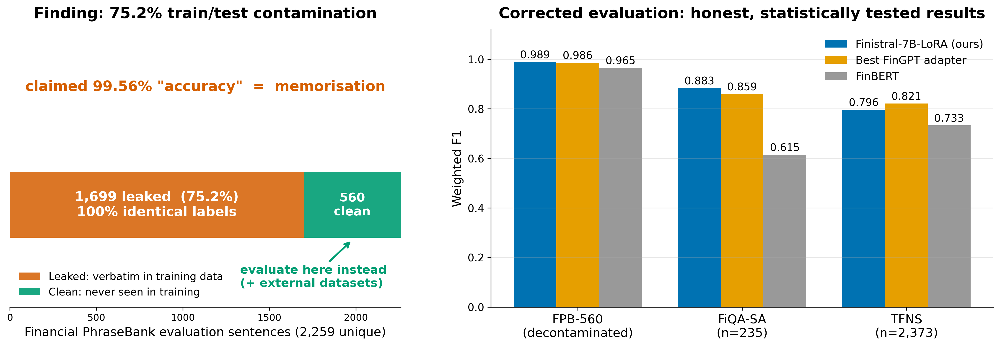 Finding: 75.2% train/test contamination
claimed 99.56% "accuracy" = memorisation
1,699 leaked (75.2%)
100% identical labels
560
clean
evaluate here instead
(+ external datasets)
Leaked: verbatim in training data
Clean: never seen in training
0 500 1000 1500 2000
Financial PhraseBank evaluation sentences (2,259 unique)
Corrected evaluation: honest, statistically tested results
Finistral-7B-LoRA (ours)
Best FinGPT adapter
FinBERT
Weighted F1
1.0
0.8
0.6
0.4
0.2
0.0
0.989 0.986 0.965
0.883 0.859 0.615
0.796 0.821 0.733
FPB-560
(decontaminated)
FiQA-SA
(n=235)
TFNS
(n=2,373)